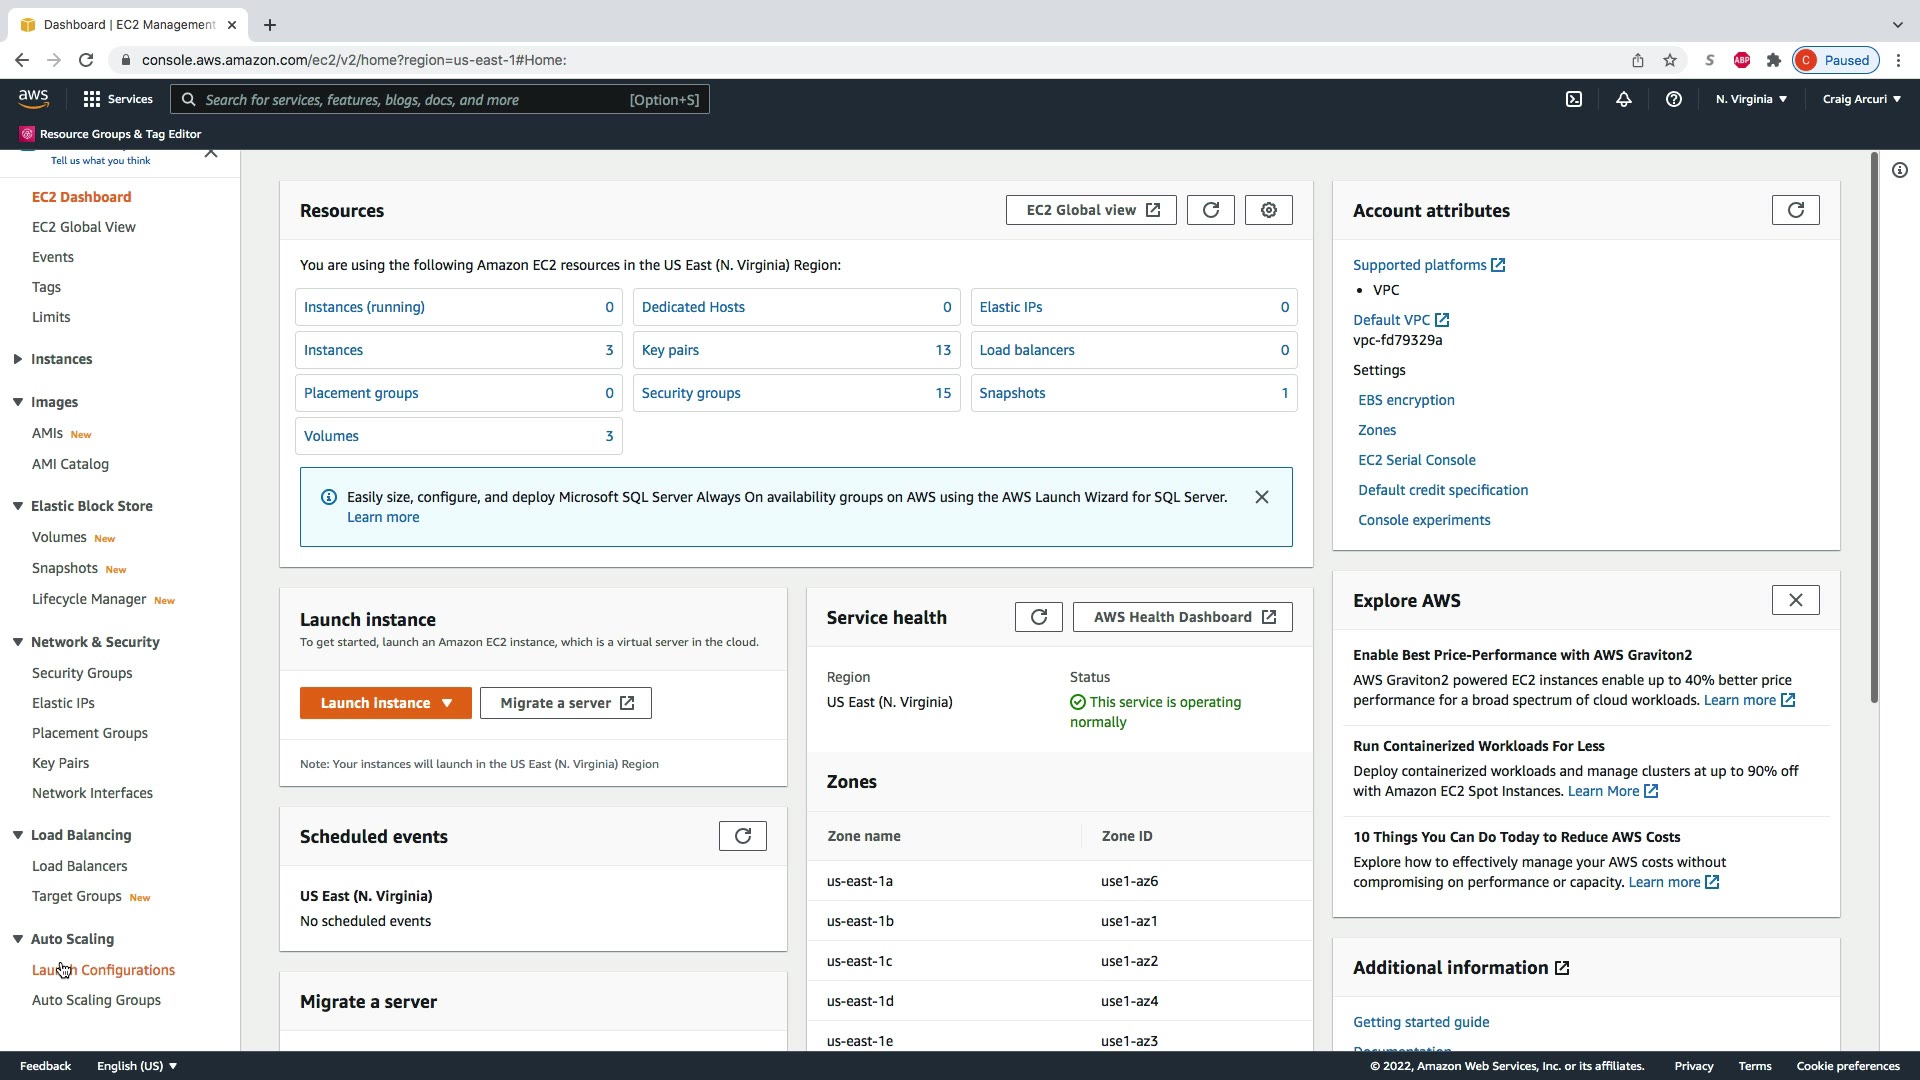 Dashboard | EC2 Management
console.aws.amazon.com/ec2/v2/home?region=us-east-1#Home:
S
ABP
C
Paused
aws
Services
Search for services, features, blogs, docs, and more
[Option+S]
N. Virginia
Craig Arcuri
Resource Groups & Tag Editor
Tell us what you think
EC2 Dashboard
EC2 Global View
Events
Tags
Limits
Instances
Images
AMIs New
AMI Catalog
Elastic Block Store
Volumes New
Snapshots New
Lifecycle Manager New
Network & Security
Security Groups
Elastic IPs
Placement Groups
Key Pairs
Network Interfaces
Load Balancing
Load Balancers
Target Groups New
Auto Scaling
Launch Configurations
Auto Scaling Groups
Resources
EC2 Global view
You are using the following Amazon EC2 resources in the US East (N. Virginia) Region:
Instances (running) 0
Dedicated Hosts 0
Elastic IPs 0
Instances 3
Key pairs 13
Load balancers 0
Placement groups 0
Security groups 15
Snapshots 1
Volumes 3
Easily size, configure, and deploy Microsoft SQL Server Always On availability groups on AWS using the AWS Launch Wizard for SQL Server.
Learn more
Launch instance
To get started, launch an Amazon EC2 instance, which is a virtual server in the cloud.
Launch instance
Migrate a server
Note: Your instances will launch in the US East (N. Virginia) Region
Scheduled events
US East (N. Virginia)
No scheduled events
Migrate a server
Service health
AWS Health Dashboard
Region
US East (N. Virginia)
Status
This service is operating
normally
Zones
Zone name
Zone ID
us-east-1a
use1-az6
us-east-1b
use1-az1
us-east-1c
use1-az2
us-east-1d
use1-az4
us-east-1e
use1-az3
Account attributes
Supported platforms
• VPC
Default VPC
vpc-fd79329a
Settings
EBS encryption
Zones
EC2 Serial Console
Default credit specification
Console experiments
Explore AWS
Enable Best Price-Performance with AWS Graviton2
AWS Graviton2 powered EC2 instances enable up to 40% better price
performance for a broad spectrum of cloud workloads. Learn more
Run Containerized Workloads For Less
Deploy containerized workloads and manage clusters at up to 90% off
with Amazon EC2 Spot Instances. Learn More
10 Things You Can Do Today to Reduce AWS Costs
Explore how to effectively manage your AWS costs without
compromising on performance or capacity. Learn more
Additional information
Getting started guide
Documentation
Feedback
English (US)
© 2022, Amazon Web Services, Inc. or its affiliates.
Privacy
Terms
Cookie preferences